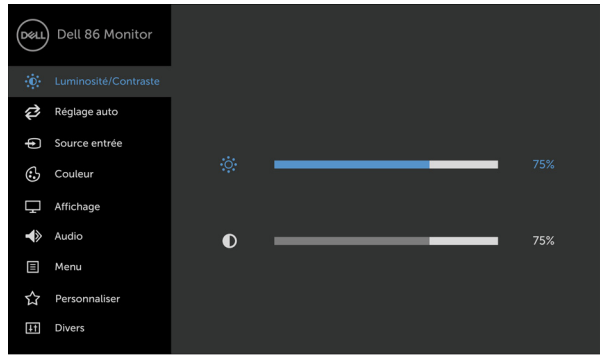 DELL Dell 86 Monitor
Luminosité/Contraste
Réglage auto
Source entrée
Couleur
Affichage
Audio
Menu
Personnaliser
Divers
75%
75%